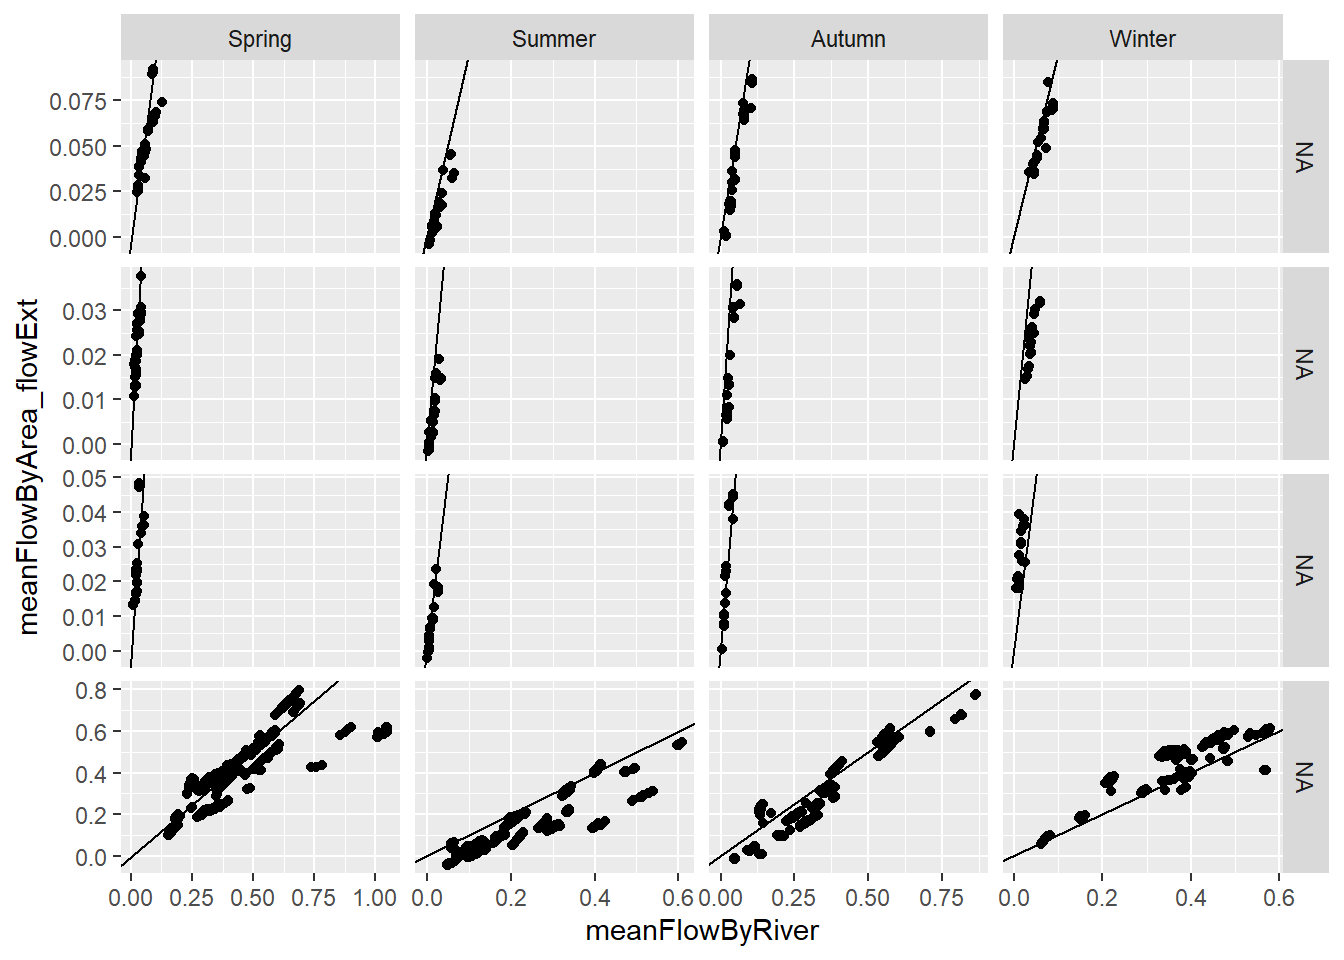 Spring Summer Autumn Winter
0.075
0.050
0.025
0.000
NA
0.03
0.02
0.01
0.00
NA
meanFlowByArea_flowExt
0.05
0.04
0.03
0.02
0.01
0.00
NA
0.8
0.6
0.4
0.2
0.0
NA
0.00 0.25 0.50 0.75 1.00 0.0 0.2 0.4 0.6 0.00 0.25 0.50 0.75 0.0 0.2 0.4 0.6
meanFlowByRiver